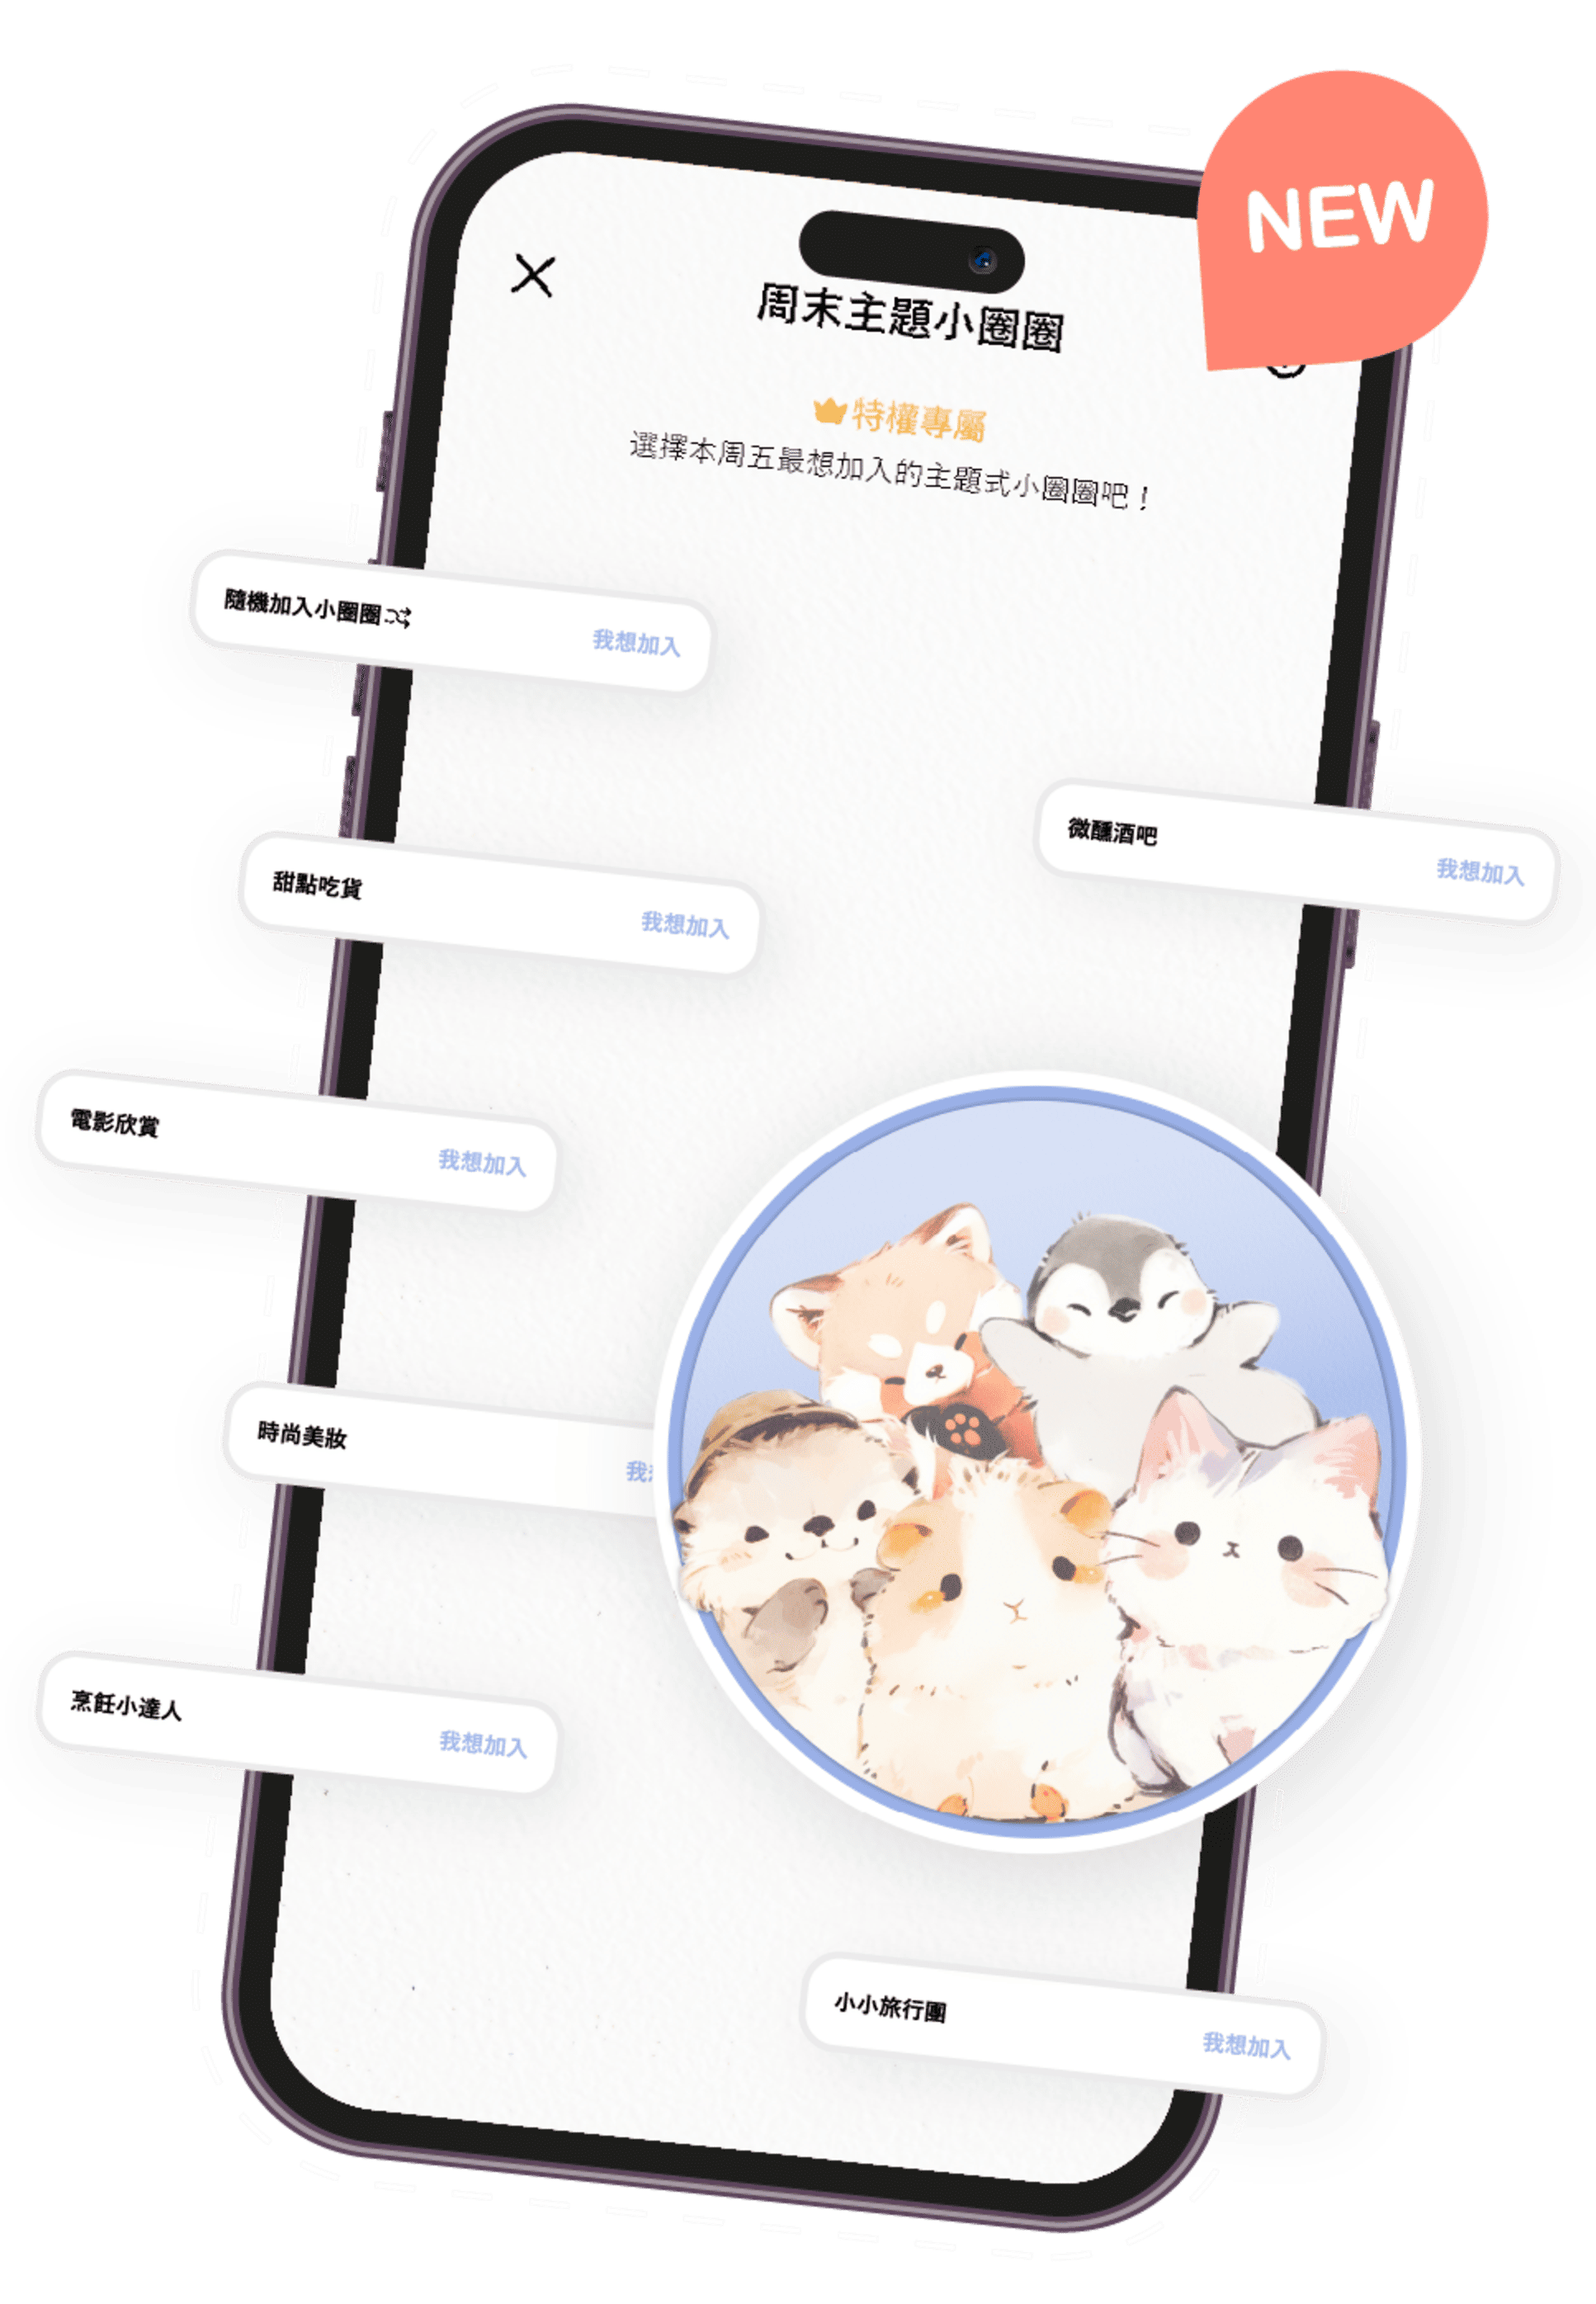 NEW
周末主題小圈圈
特權專屬
選擇本周五最想加入的主題式小圈圈吧！
隨機加入小圈圈
我想加入
微醺酒吧
我想加入
甜點吃貨
我想加入
電影欣賞
我想加入
時尚美妝
我
烹飪小達人
我想加入
小小旅行團
我想加入